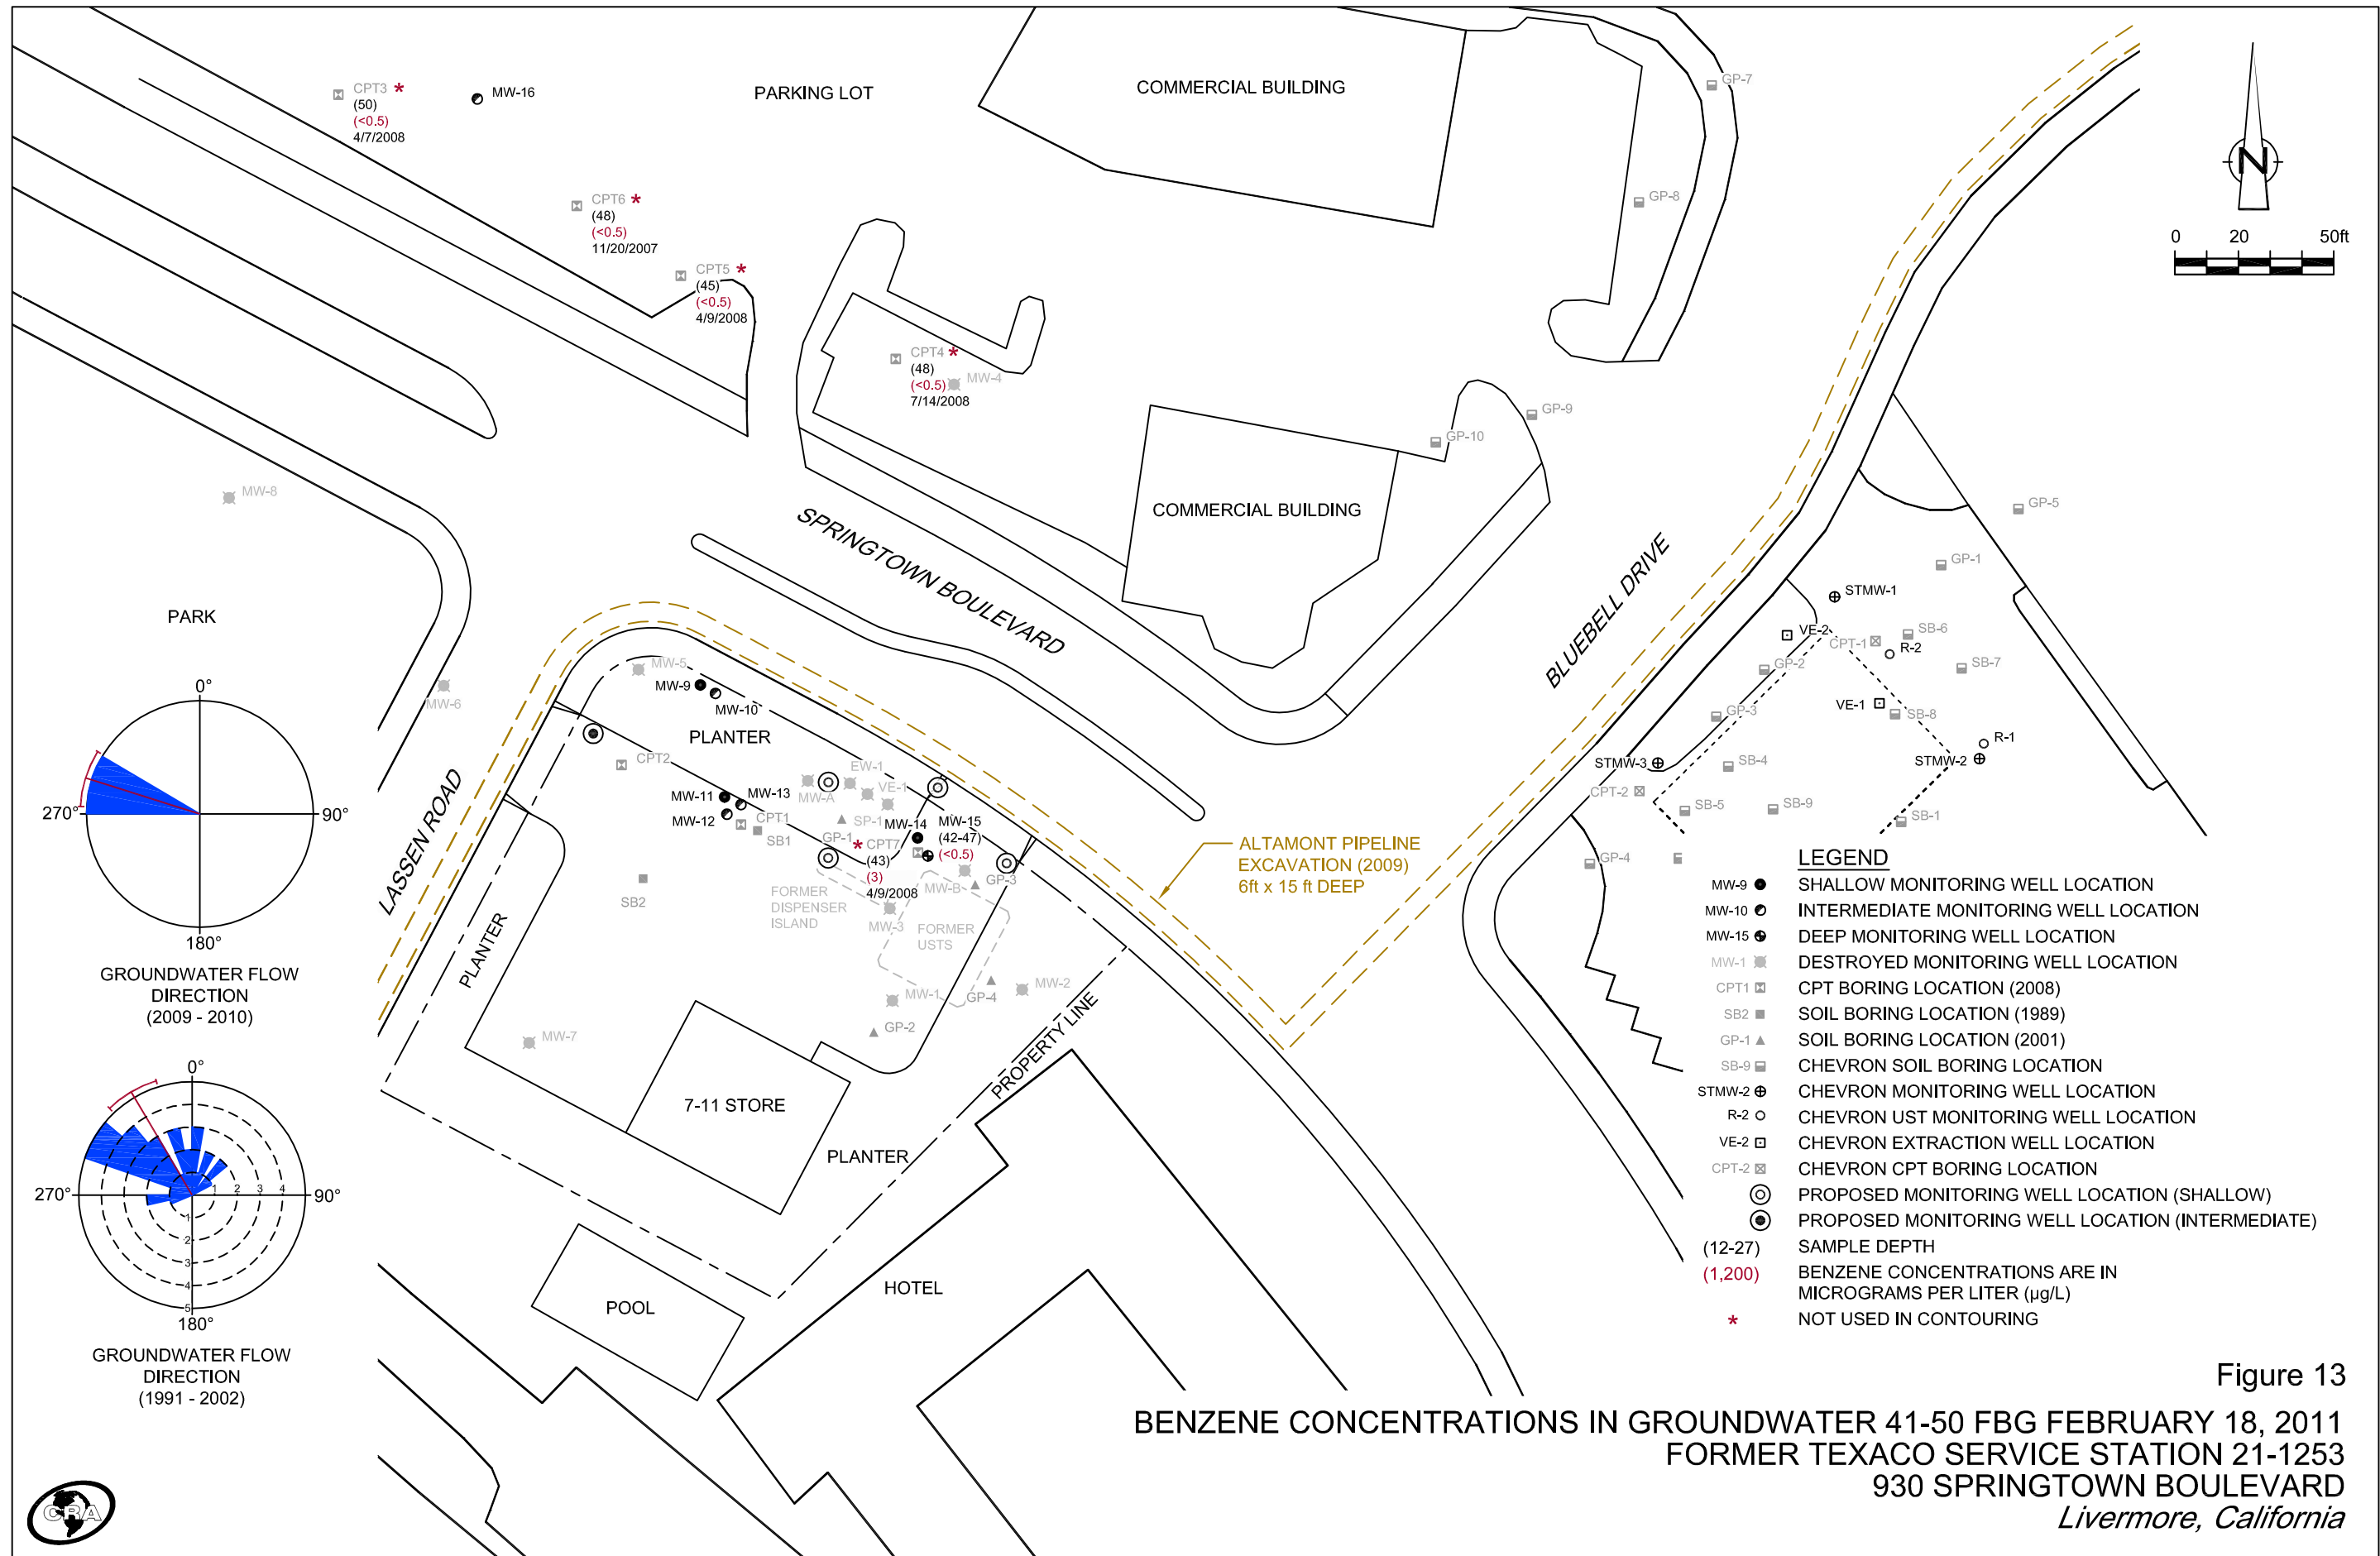 CPT3 *
(50)
(<0.5)
4/7/2008
MW-16
PARKING LOT
COMMERCIAL BUILDING
GP-7
N
0 20 50ft
CPT6 *
(48)
(<0.5)
11/20/2007
GP-8
CPT5 *
(45)
(<0.5)
4/9/2008
CPT4 *
(48)
(<0.5)
7/14/2008
MW-4
GP-9
GP-10
COMMERCIAL BUILDING
MW-8
GP-5
GP-1
SPRINGTOWN BOULEVARD
BLUEBELL DRIVE
PARK
STMW-1
VE-2
CPT-1
SB-6
R-2
SB-7
GP-2
VE-1
SB-8
GP-3
R-1
STMW-2
STMW-3
SB-4
CPT-2
SB-5
SB-9
SB-1
GP-4
MW-5
MW-6
MW-9
MW-10
PLANTER
CPT2
EW-1
MW-A
VE-1
MW-11
MW-13
MW-12
CPT1
SB1
SP-1
GP-1
MW-14
MW-15
(42-47)
(<0.5)
* CPT7
(43)
(3)
4/9/2008
MW-B
GP-3
SB2
FORMER
DISPENSER
ISLAND
MW-3
FORMER
USTS
LASSEN ROAD
PLANTER
MW-1
GP-4
MW-2
GP-2
MW-7
PROPERTY LINE
7-11 STORE
PLANTER
POOL
HOTEL
ALTAMONT PIPELINE
EXCAVATION (2009)
6ft x 15 ft DEEP
0°
270°
90°
180°
GROUNDWATER FLOW
DIRECTION
(2009 - 2010)
0°
270°
90°
1 2 3 4
1
2
3
4
5
180°
GROUNDWATER FLOW
DIRECTION
(1991 - 2002)
LEGEND
MW-9 SHALLOW MONITORING WELL LOCATION
MW-10 INTERMEDIATE MONITORING WELL LOCATION
MW-15 DEEP MONITORING WELL LOCATION
MW-1 DESTROYED MONITORING WELL LOCATION
CPT1 CPT BORING LOCATION (2008)
SB2 SOIL BORING LOCATION (1989)
GP-1 SOIL BORING LOCATION (2001)
SB-9 CHEVRON SOIL BORING LOCATION
STMW-2 CHEVRON MONITORING WELL LOCATION
R-2 CHEVRON UST MONITORING WELL LOCATION
VE-2 CHEVRON EXTRACTION WELL LOCATION
CPT-2 CHEVRON CPT BORING LOCATION
PROPOSED MONITORING WELL LOCATION (SHALLOW)
PROPOSED MONITORING WELL LOCATION (INTERMEDIATE)
(12-27) SAMPLE DEPTH
(1,200) BENZENE CONCENTRATIONS ARE IN
MICROGRAMS PER LITER (µg/L)
* NOT USED IN CONTOURING
Figure 13
BENZENE CONCENTRATIONS IN GROUNDWATER 41-50 FBG FEBRUARY 18, 2011
FORMER TEXACO SERVICE STATION 21-1253
930 SPRINGTOWN BOULEVARD
Livermore, California
CRA